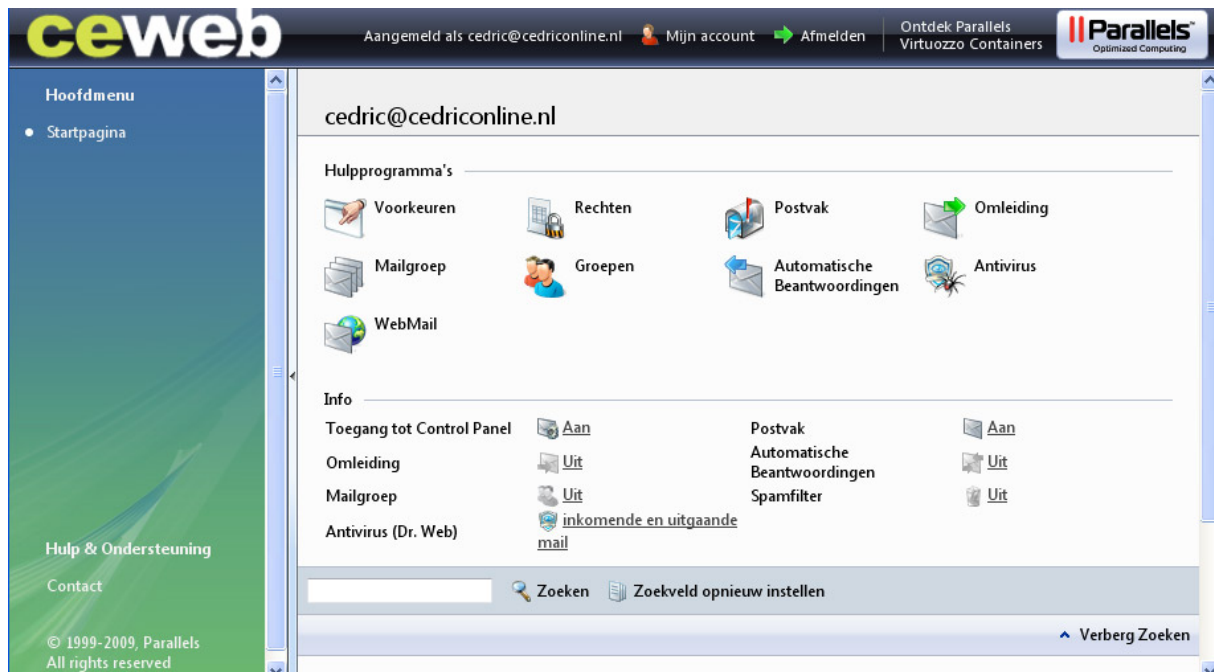 ceweb
Aangemeld als cedric@cedriconline.nl
Mijn account
Afmelden
Ontdek Parallels
Virtuozzo Containers
Parallels™
Optimized Computing
Hoofdmenu
Startpagina
cedric@cedriconline.nl
Hulpprogramma's
Voorkeuren
Rechten
Postvak
Omleiding
Mailgroep
Groepen
Automatische
Beantwoordingen
Antivirus
WebMail
Info
Toegang tot Control Panel
Aan
Postvak
Aan
Omleiding
Uit
Automatische
Beantwoordingen
Uit
Mailgroep
Uit
Spamfilter
Uit
Antivirus (Dr. Web)
inkomende en uitgaande
mail
Hulp & Ondersteuning
Contact
Zoeken
Zoekveld opnieuw instellen
Verberg Zoeken
© 1999-2009, Parallels
All rights reserved